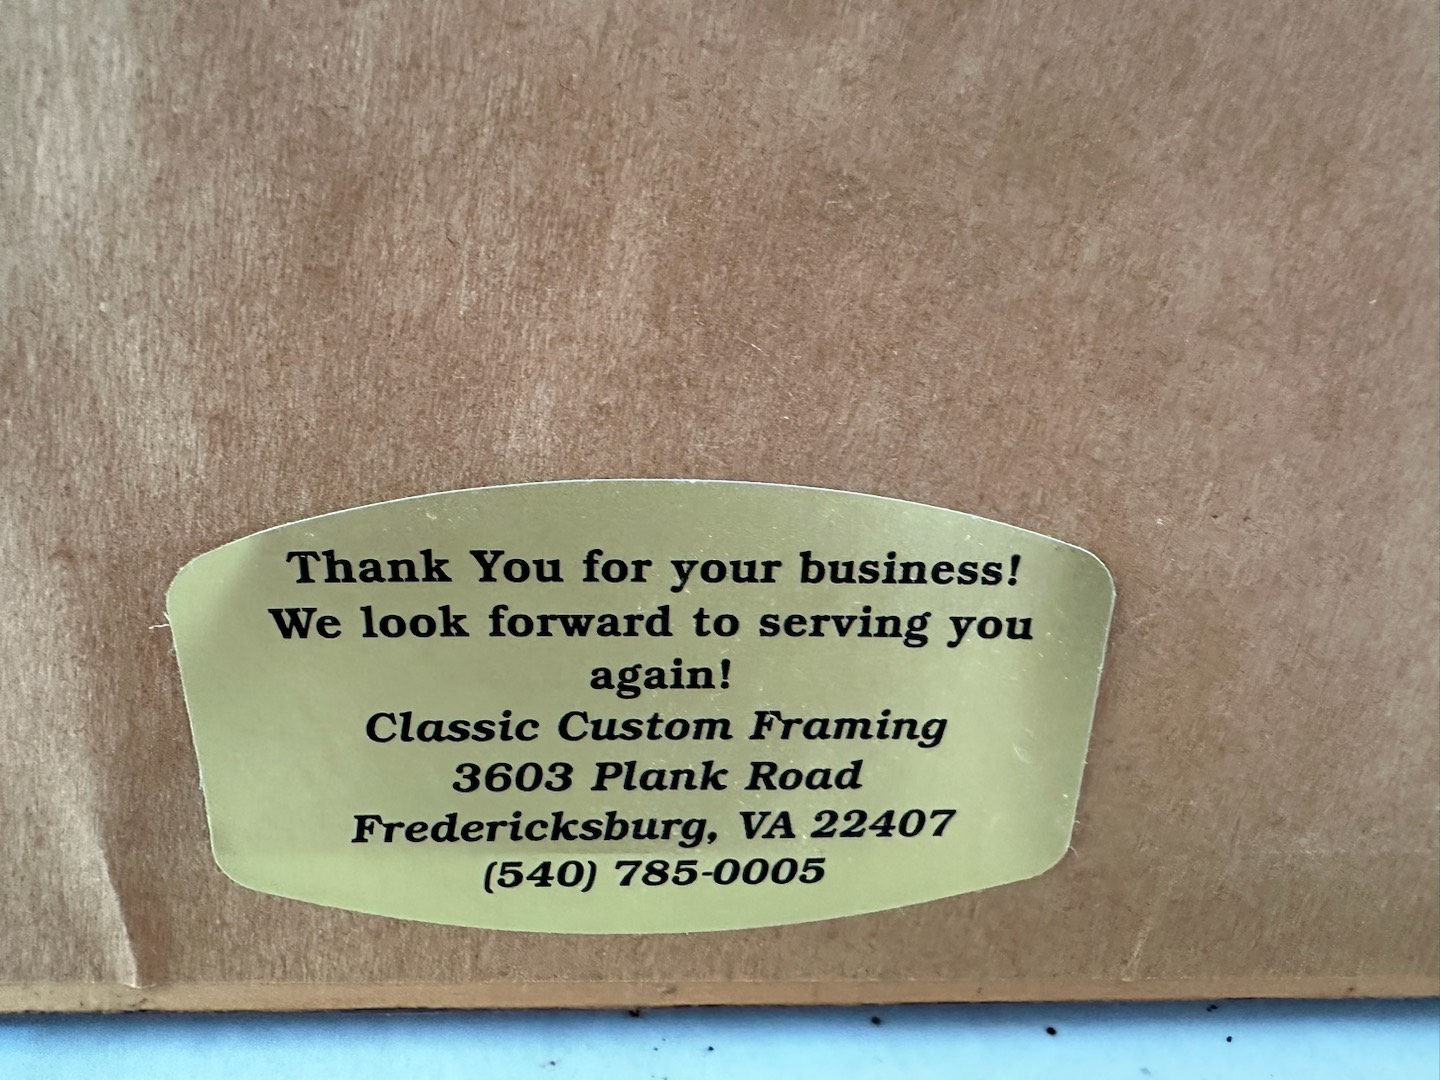 Thank You for your business!
We look forward to serving you
again!
Classic Custom Framing
3603 Plank Road
Fredericksburg, VA 22407
(540) 785-0005